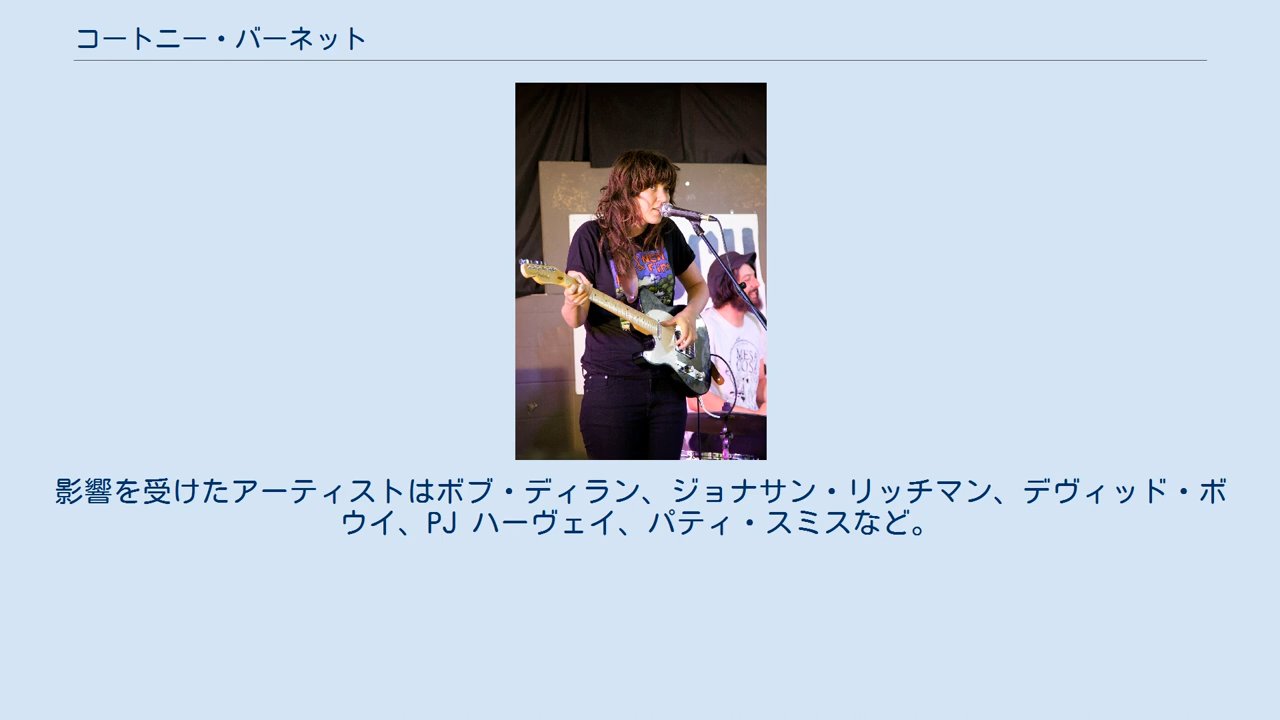 コートニー・バーネット
影響を受けたアーティストはボブ・ディラン、ジョナサン・リッチマン、デヴィッド・ボ
ウイ、PJ ハーヴェイ、パティ・スミスなど。